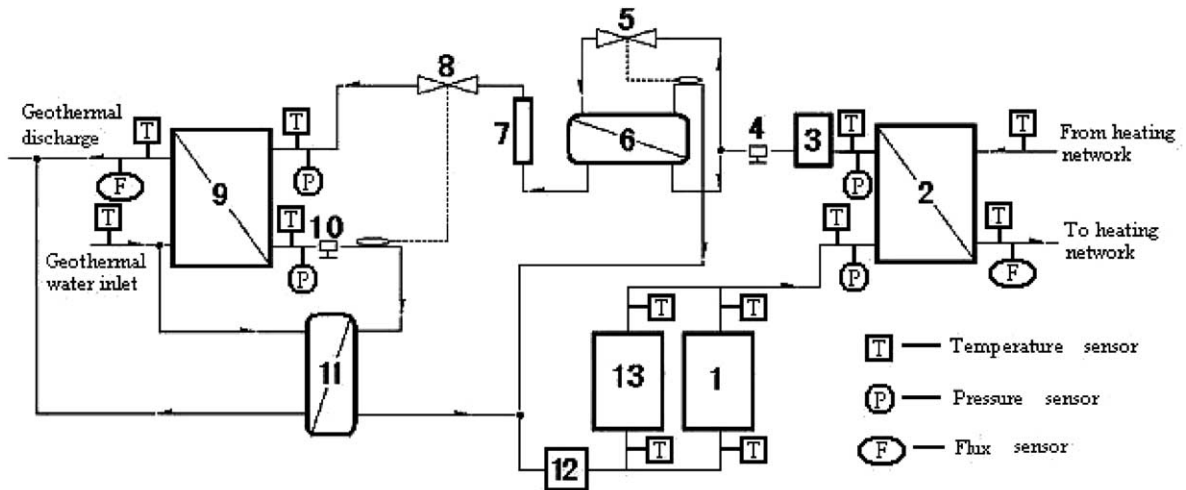 5
8
4
T
T
Geothermal
discharge
T
7
6
3
T
From heating
network
P
P
F
9
2
T
T
10
T
T
To heating
network
Geothermal
water inlet
P
P
F
T
T
11
13
1
T
Temperature sensor
P
Pressure sensor
T
T
12
F
Flux sensor